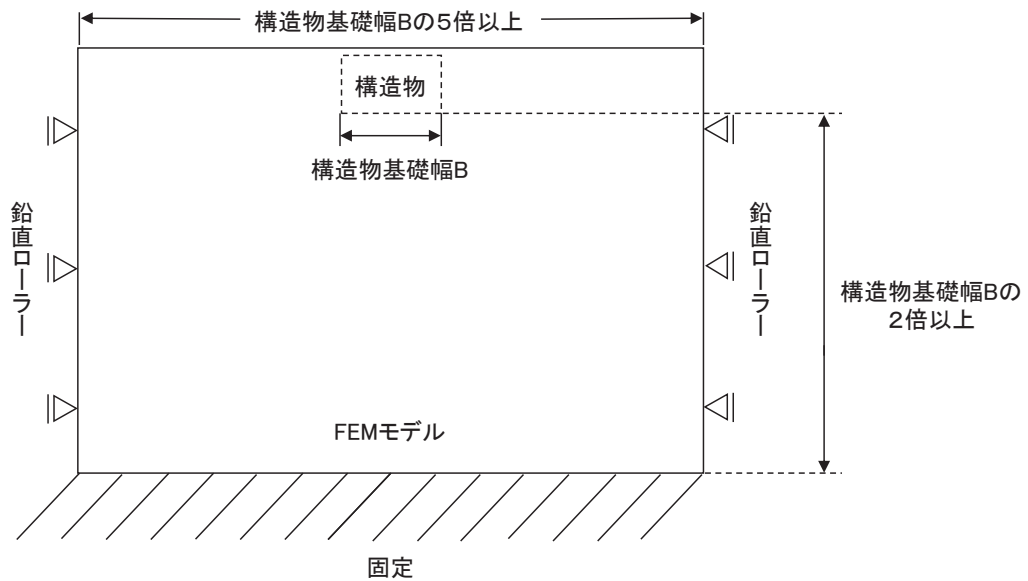 構造物基礎幅Bの5倍以上
構造物
構造物基礎幅B
鉛直ローラー
鉛直ローラー
構造物基礎幅Bの
2倍以上
FEMモデル
固定